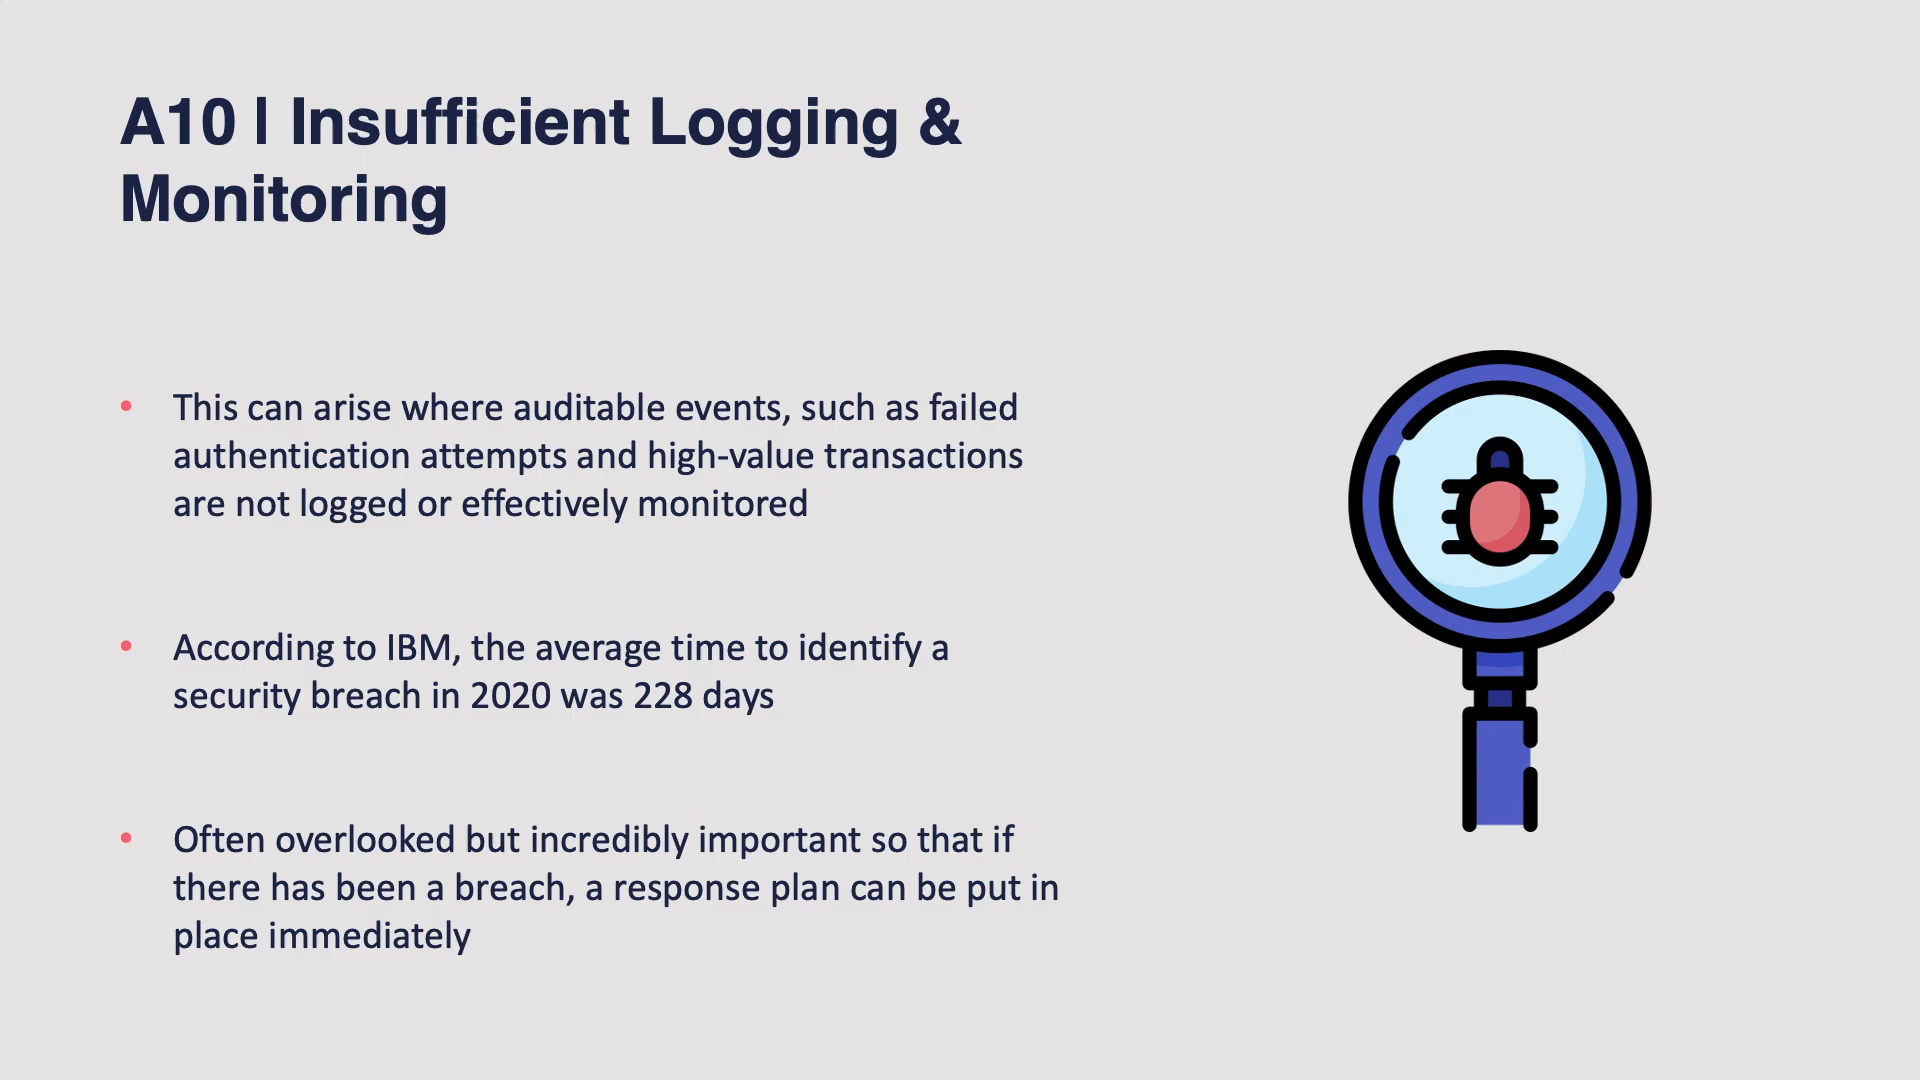 A10 | Insufficient Logging &
Monitoring
• This can arise where auditable events, such as failed
authentication attempts and high-value transactions
are not logged or effectively monitored
• According to IBM, the average time to identify a
security breach in 2020 was 228 days
• Often overlooked but incredibly important so that if
there has been a breach, a response plan can be put in
place immediately